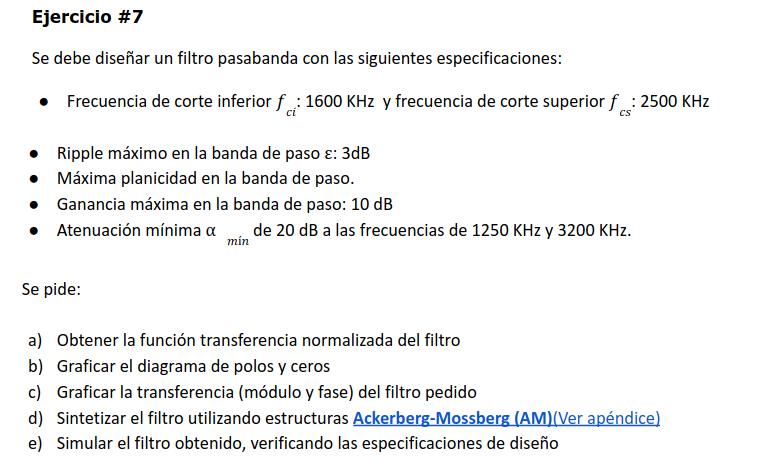 Ejercicio #7
Se debe diseñar un filtro pasabanda con las siguientes especificaciones:
● Frecuencia de corte inferior f ci: 1600 KHz y frecuencia de corte superior f cs: 2500 KHz
● Ripple máximo en la banda de paso ε: 3dB
● Máxima planicidad en la banda de paso.
● Ganancia máxima en la banda de paso: 10 dB
● Atenuación mínima α mín de 20 dB a las frecuencias de 1250 KHz y 3200 KHz.
Se pide:
a) Obtener la función transferencia normalizada del filtro
b) Graficar el diagrama de polos y ceros
c) Graficar la transferencia (módulo y fase) del filtro pedido
d) Sintetizar el filtro utilizando estructuras Ackerberg-Mossberg (AM)(Ver apéndice)
e) Simular el filtro obtenido, verificando las especificaciones de diseño